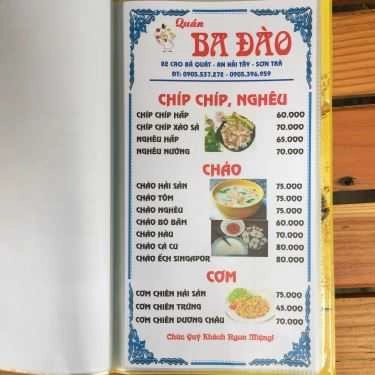 Quán
BA ĐÀO
82 CAO BÁ QUÁT - AN HẢI TÂY - SƠN TRÀ
ĐT: 0905.537.278 - 0905.396.959
CHÍP CHÍP, NGHÊU
CHÍP CHÍP HẤP 60.000
CHÍP CHÍP XÀO SẢ 70.000
NGHÊU HẤP 65.000
NGHÊU NƯỚNG 70.000
CHÁO
CHÁO HẢI SẢN 75.000
CHÁO TÔM 75.000
CHÁO NGHÊU 75.000
CHÁO BÒ BẰM 60.000
CHÁO HÀU 70.000
CHÁO CÁ CU 80.000
CHÁO ẾCH SINGAPOR 80.000
CƠM
CƠM CHIÊN HẢI SẢN 75.000
CƠM CHIÊN TRỨNG 45.000
CƠM CHIÊN DƯƠNG CHÂU 70.000
Chúc Quý Khách Ngon Miệng!